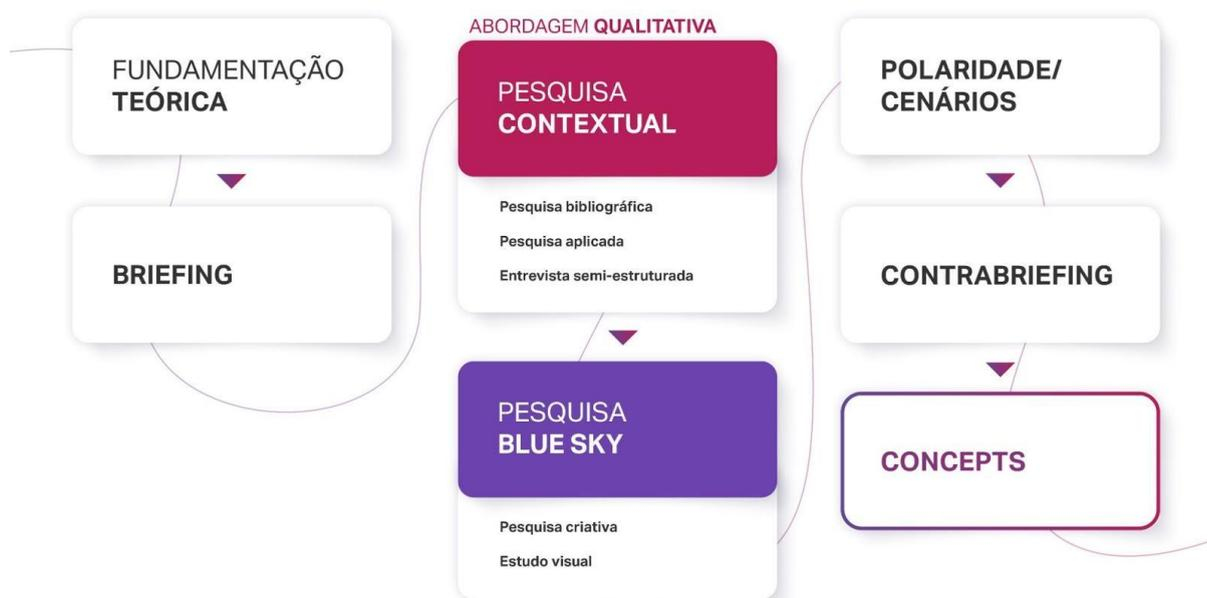 FUNDAMENTAÇÃO
TEÓRICA
BRIEFING
ABORDAGEM QUALITATIVA
PESQUISA
CONTEXTUAL
Pesquisa bibliográfica
Pesquisa aplicada
Entrevista semi-estruturada
PESQUISA
BLUE SKY
Pesquisa criativa
Estudo visual
POLARIDADE/
CENÁRIOS
CONTRABRIEFING
CONCEPTS